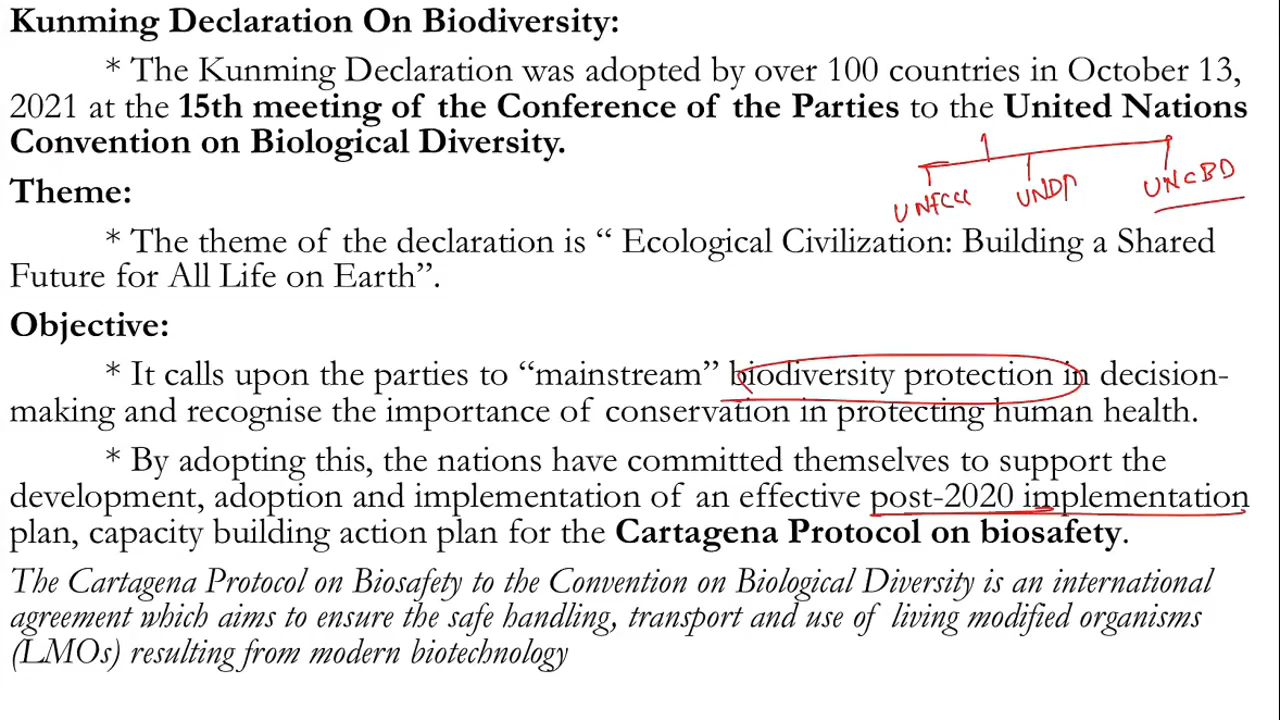 Kunming Declaration On Biodiversity:
* The Kunming Declaration was adopted by over 100 countries in October 13,
2021 at the 15th meeting of the Conference of the Parties to the United Nations
Convention on Biological Diversity.
UNFCCC UNDP UNCBD
Theme:
* The theme of the declaration is “ Ecological Civilization: Building a Shared
Future for All Life on Earth”.
Objective:
* It calls upon the parties to “mainstream” biodiversity protection in decision-
making and recognise the importance of conservation in protecting human health.
* By adopting this, the nations have committed themselves to support the
development, adoption and implementation of an effective post-2020 implementation
plan, capacity building action plan for the Cartagena Protocol on biosafety.
The Cartagena Protocol on Biosafety to the Convention on Biological Diversity is an international
agreement which aims to ensure the safe handling, transport and use of living modified organisms
(LMOs) resulting from modern biotechnology